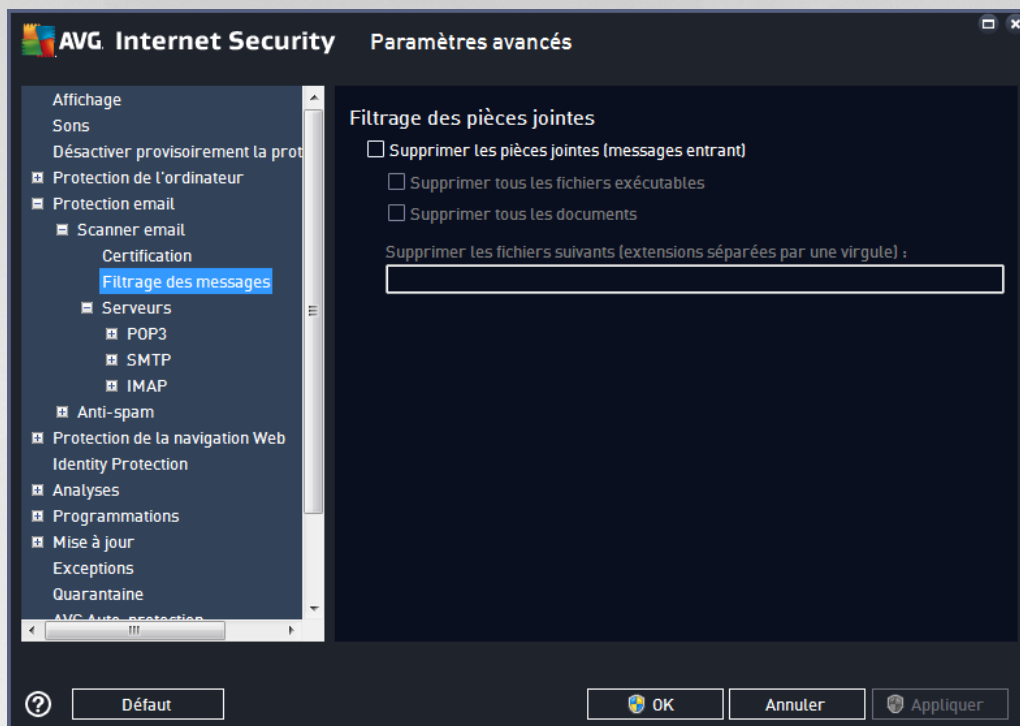 AVG. Internet Security Paramètres avancés
Affichage
Sons
Désactiver provisoirement la prot
Protection de l'ordinateur
Protection email
Scanner email
Certification
Filtrage des messages
Serveurs
POP3
SMTP
IMAP
Anti-spam
Protection de la navigation Web
Identity Protection
Analyses
Programmations
Mise à jour
Exceptions
Quarantaine
AVG Auto-protection
Filtrage des pièces jointes
Supprimer les pièces jointes (messages entrant)
Supprimer tous les fichiers exécutables
Supprimer tous les documents
Supprimer les fichiers suivants (extensions séparées par une virgule) :
Défaut
OK
Annuler
Appliquer